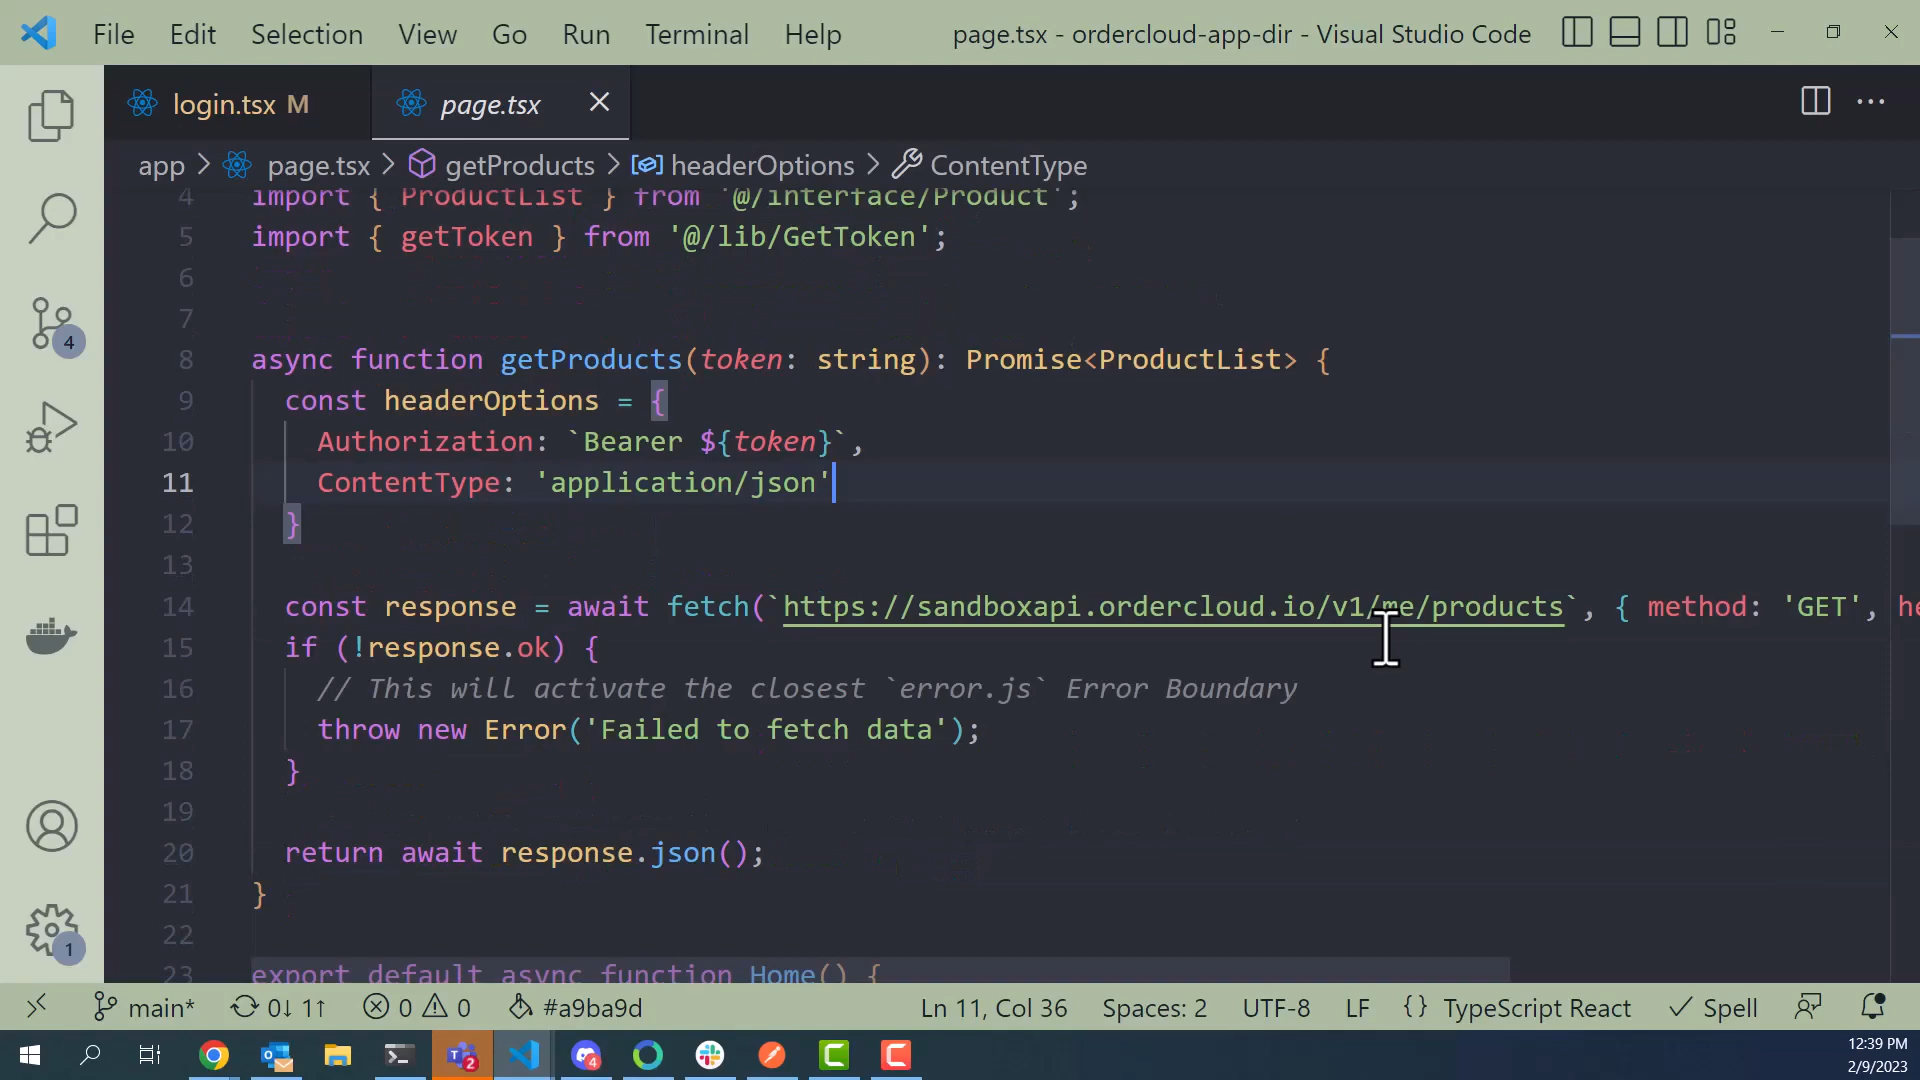 File Edit Selection View Go Run Terminal Help page.tsx - ordercloud-app-dir - Visual Studio Code
login.tsx M page.tsx
app > page.tsx > getProducts > headerOptions > ContentType
4 import { ProductList } from '@/interface/Product';
5 import { getToken } from '@/lib/GetToken';
6
7
8 async function getProducts(token: string): Promise<ProductList> {
9 const headerOptions = {
10 Authorization: `Bearer ${token}`,
11 ContentType: 'application/json'
12 }
13
14 const response = await fetch(`https://sandboxapi.ordercloud.io/v1/me/products`, { method: 'GET', he
15 if (!response.ok) {
16 // This will activate the closest `error.js` Error Boundary
17 throw new Error('Failed to fetch data');
18 }
19
20 return await response.json();
21 }
22
23 export default async function Home() {
4
1
main* 0↓ 1↑ 0 0 #a9ba9d Ln 11, Col 36 Spaces: 2 UTF-8 LF {} TypeScript React Spell
2
4
12:39 PM
2/9/2023